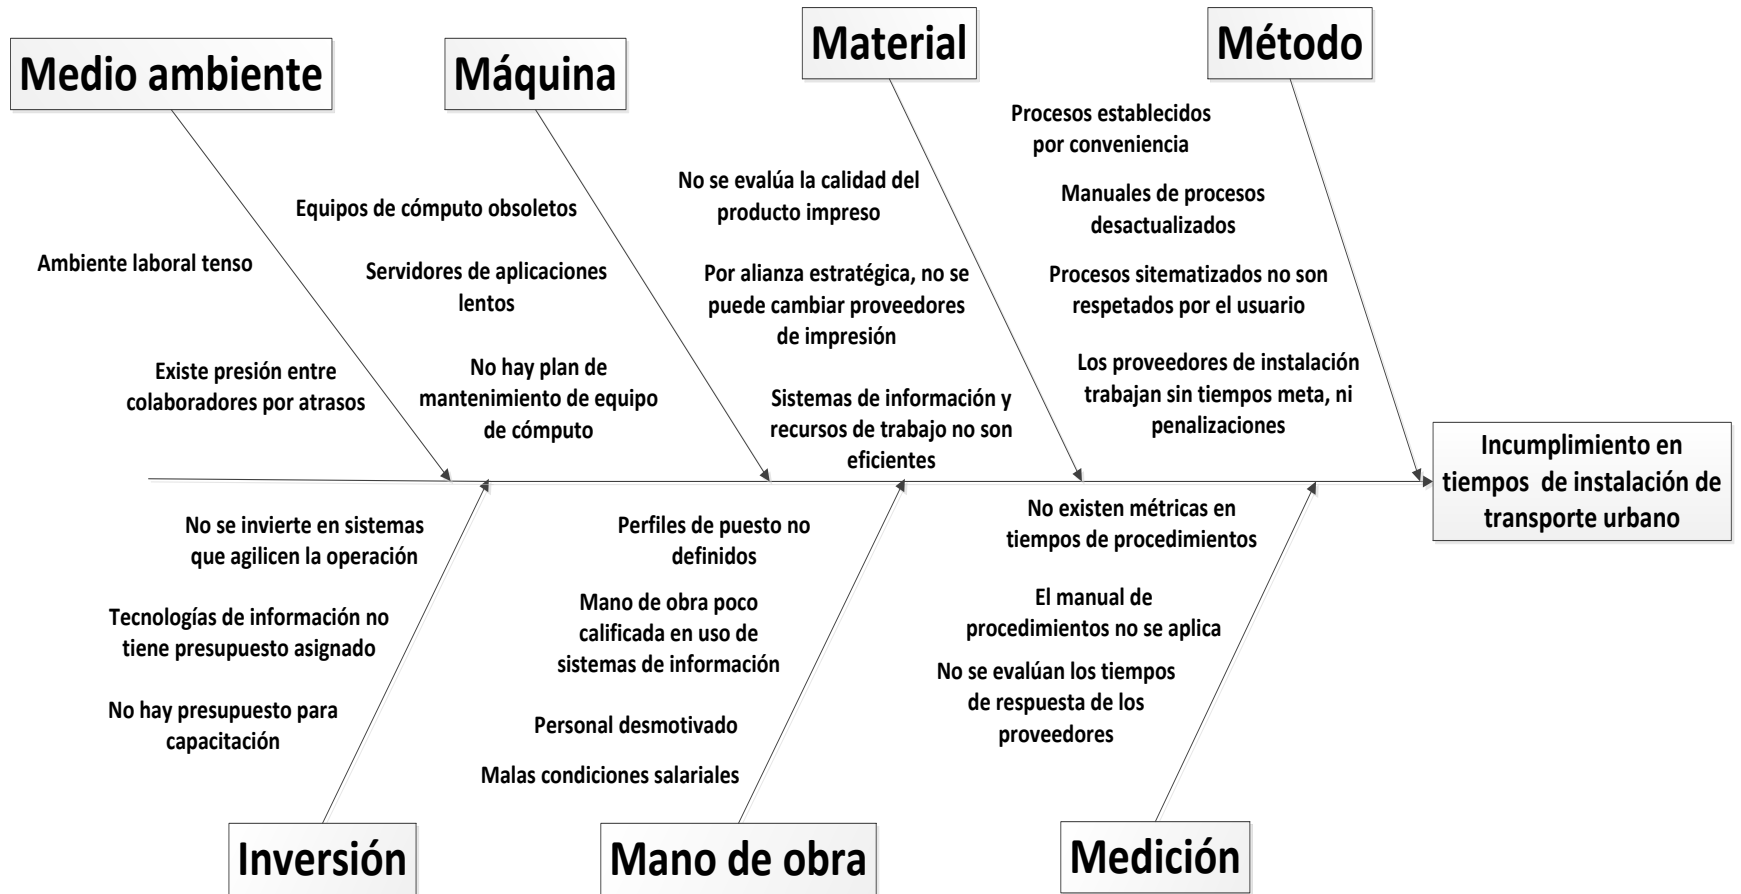 Medio ambiente
Máquina
Material
Método
Ambiente laboral tenso
Existe presión entre
colaboradores por atrasos
Equipos de cómputo obsoletos
Servidores de aplicaciones
lentos
No hay plan de
mantenimiento de equipo
de cómputo
No se evalúa la calidad del
producto impreso
Por alianza estratégica, no se
puede cambiar proveedores
de impresión
Sistemas de información y
recursos de trabajo no son
eficientes
Procesos establecidos
por conveniencia
Manuales de procesos
desactualizados
Procesos sitematizados no son
respetados por el usuario
Los proveedores de instalación
trabajan sin tiempos meta, ni
penalizaciones
Incumplimiento en
tiempos de instalación de
transporte urbano
No se invierte en sistemas
que agilicen la operación
Tecnologías de información no
tiene presupuesto asignado
No hay presupuesto para
capacitación
Perfiles de puesto no
definidos
Mano de obra poco
calificada en uso de
sistemas de información
Personal desmotivado
Malas condiciones salariales
No existen métricas en
tiempos de procedimientos
El manual de
procedimientos no se aplica
No se evalúan los tiempos
de respuesta de los
proveedores
Inversión
Mano de obra
Medición